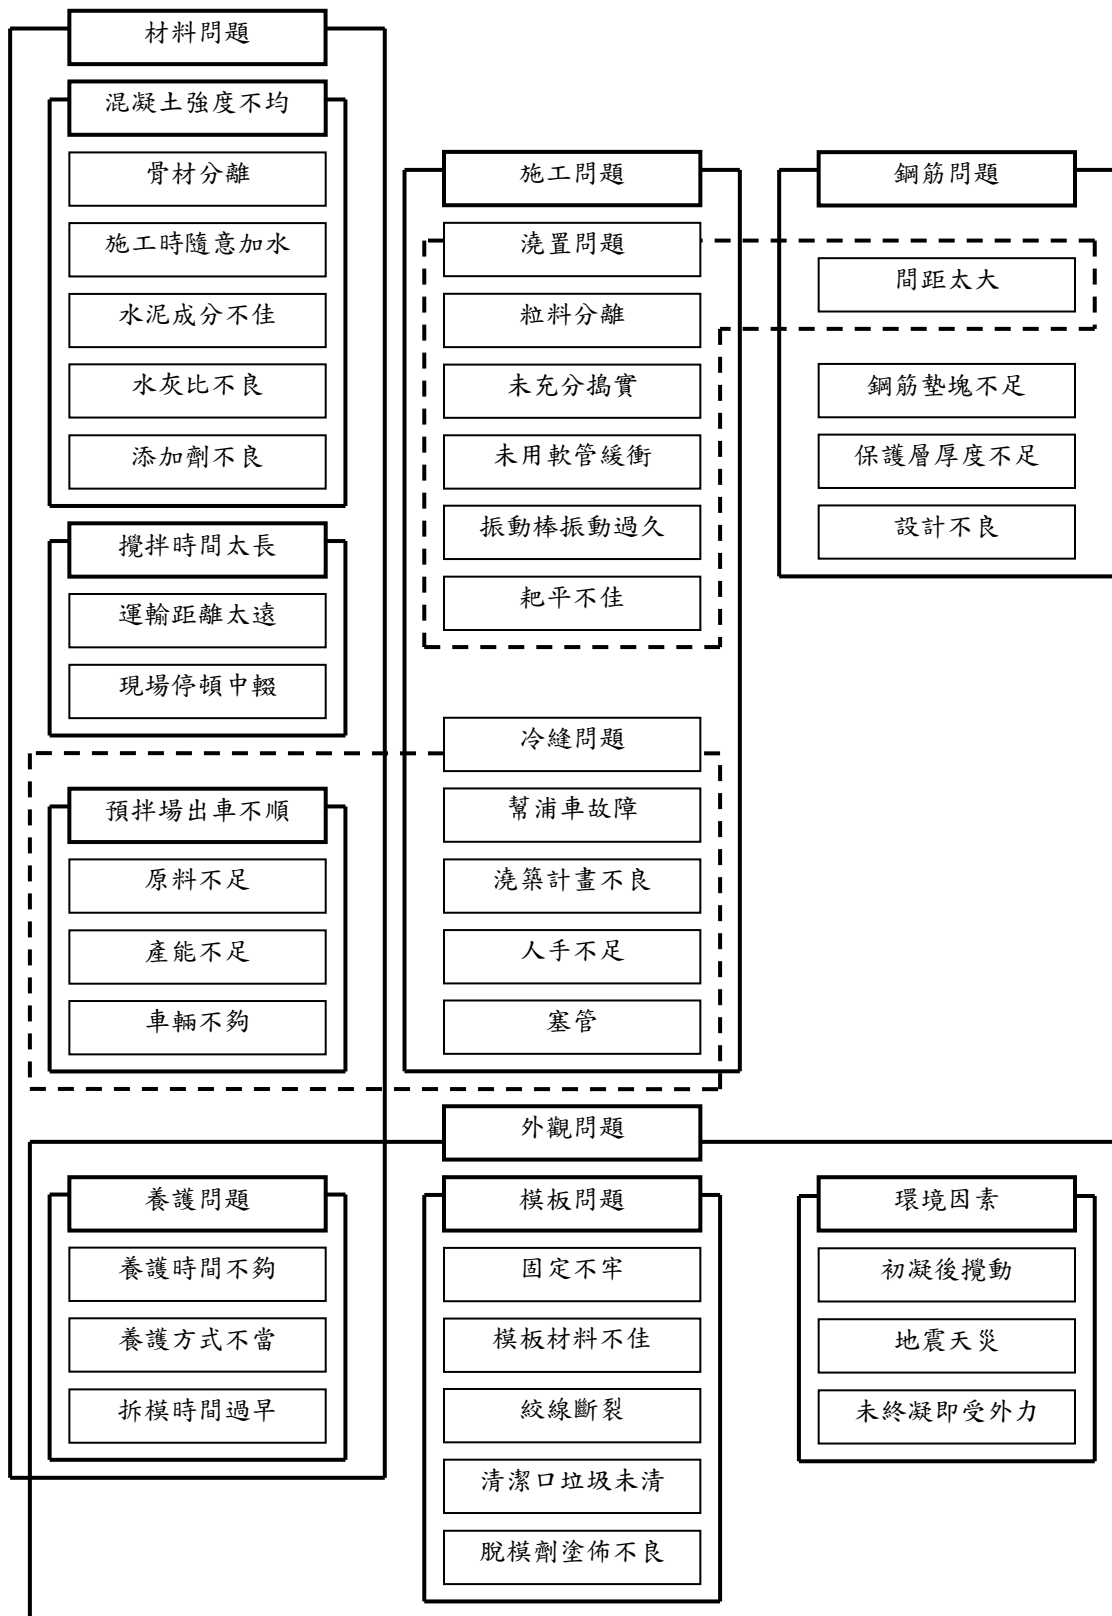 材料問題
混凝土強度不均
骨材分離
施工時隨意加水
水泥成分不佳
水灰比不良
添加劑不良
攪拌時間太長
運輸距離太遠
現場停頓中輟
預拌場出車不順
原料不足
產能不足
車輛不夠
養護問題
養護時間不夠
養護方式不當
拆模時間過早
施工問題
澆置問題
粒料分離
未充分搗實
未用軟管緩衝
振動棒振動過久
耙平不佳
冷縫問題
幫浦車故障
澆築計畫不良
人手不足
塞管
鋼筋問題
間距太大
鋼筋墊塊不足
保護層厚度不足
設計不良
外觀問題
模板問題
固定不牢
模板材料不佳
絞線斷裂
清潔口垃圾未清
脫模劑塗佈不良
環境因素
初凝後攪動
地震天災
未終凝即受外力